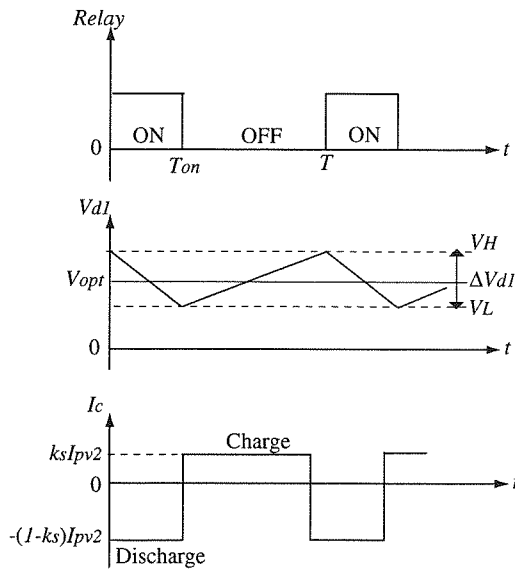 Relay
0
ON
OFF
ON
Ton
T
t
Vd1
VH
Vopt
ΔVd1
VL
0
t
Ic
ksIpv2
Charge
0
t
-(1-ks)Ipv2
Discharge